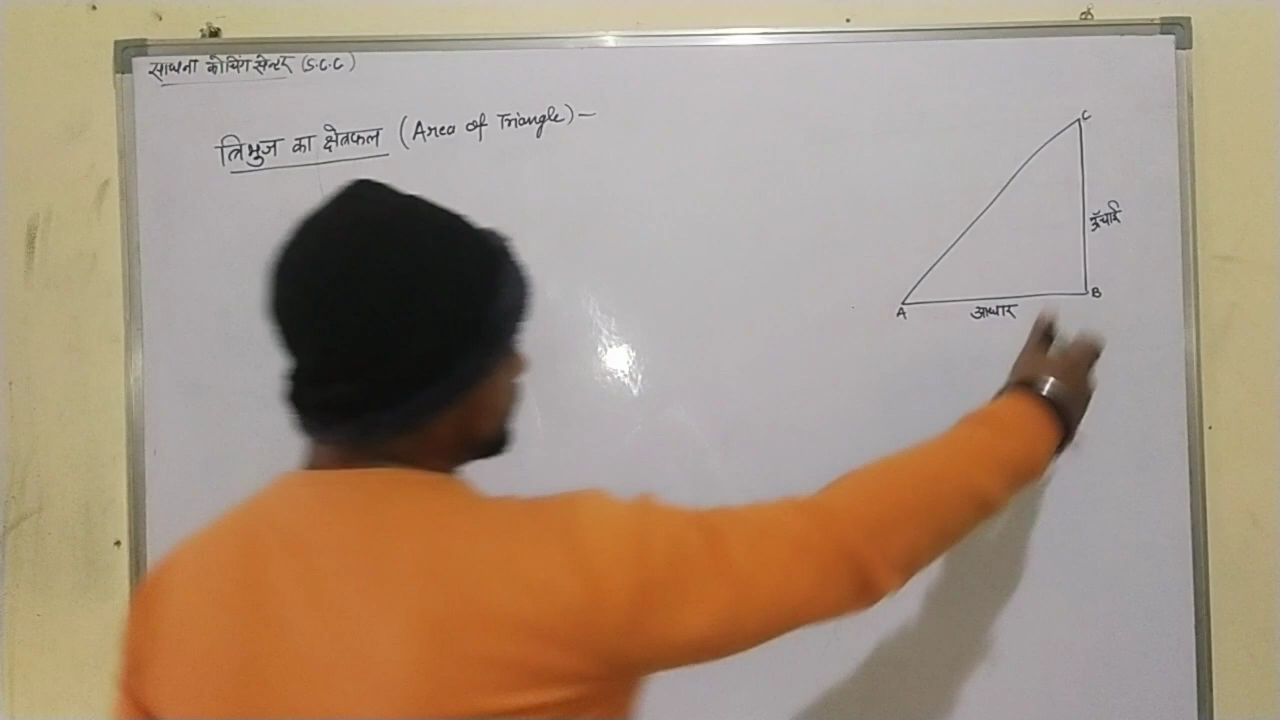 साधना कोचिंग सेन्टर (S.C.C)
त्रिभुज का क्षेत्रफल (Area of Triangle) –
C
ऊँचाई
A
आधार
B